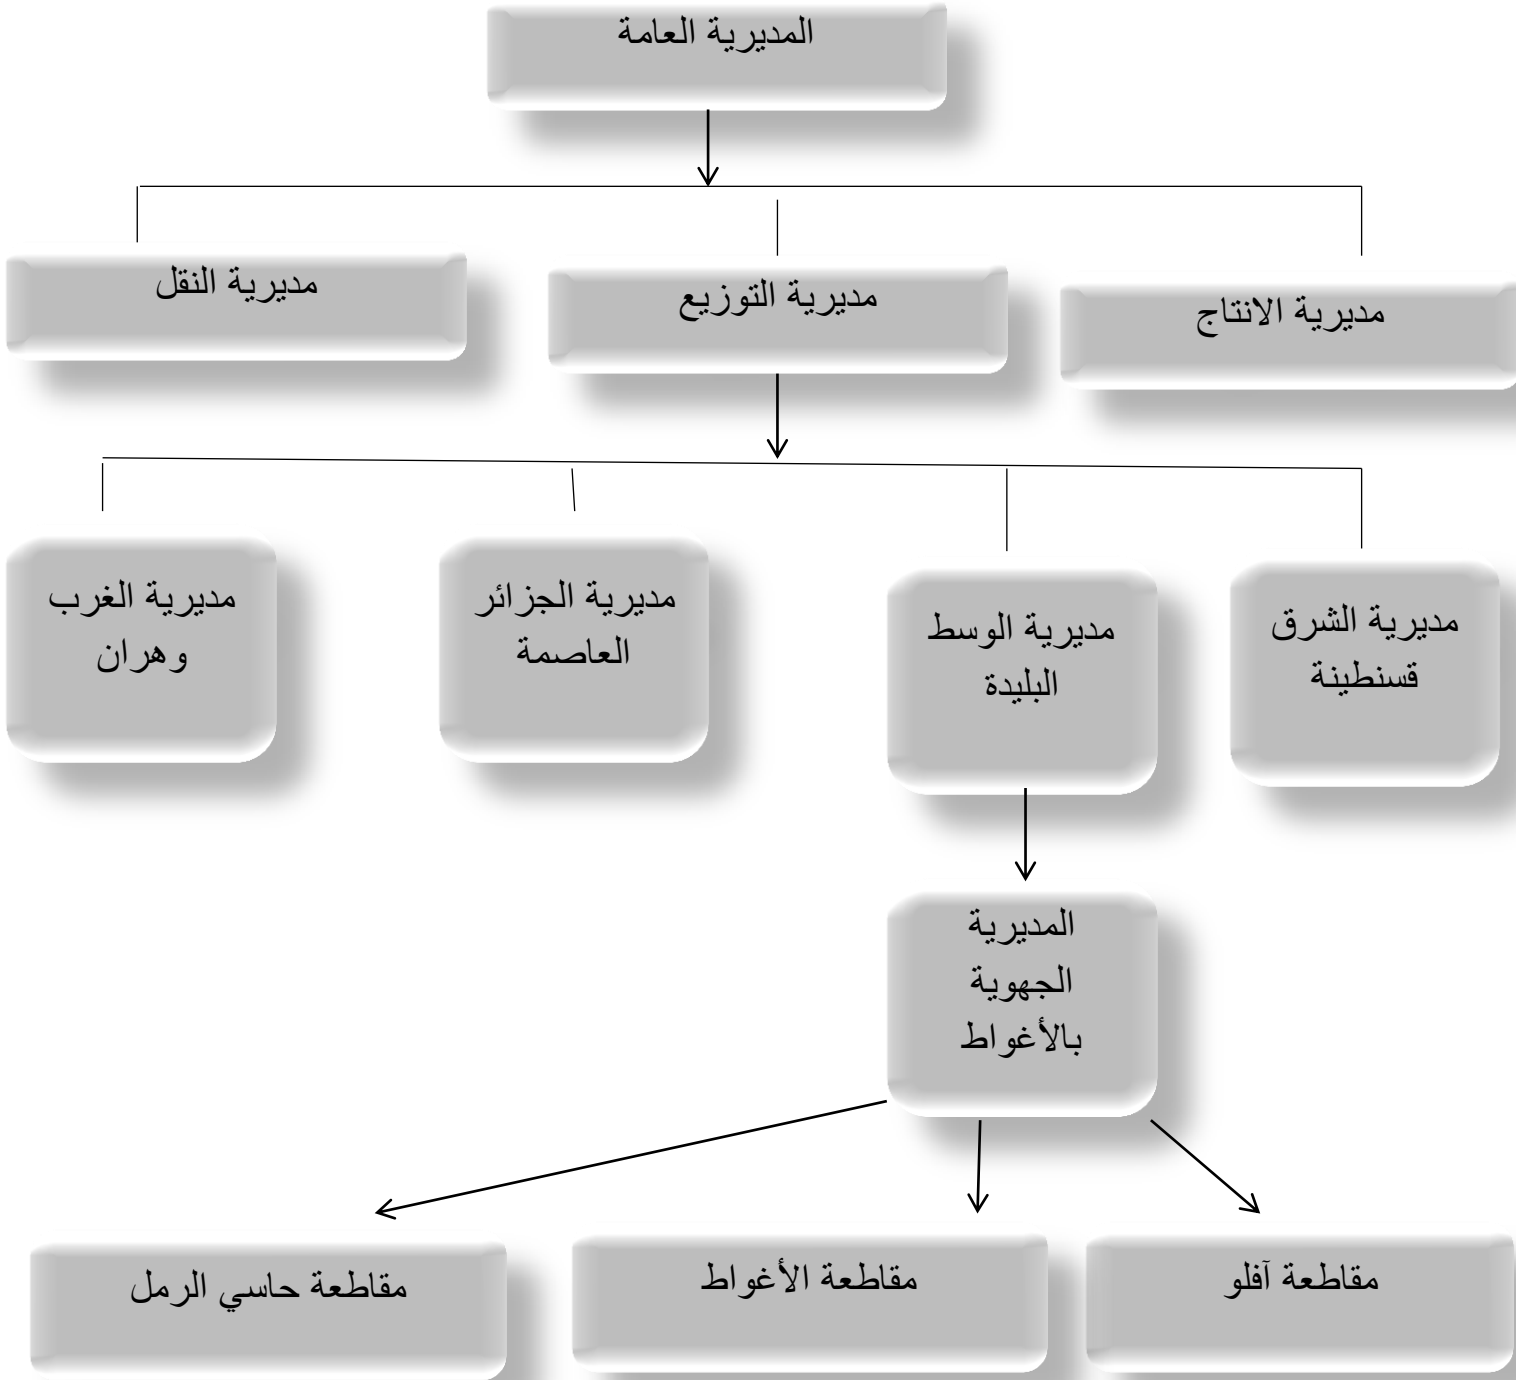 المديرية العامة
مديرية الانتاج
مديرية التوزيع
مديرية النقل
مديرية الشرق
قسنطينة
مديرية الوسط
البليدة
مديرية الجزائر
العاصمة
مديرية الغرب
وهران
المديرية
الجهوية
بالأغواط
مقاطعة آفلو
مقاطعة الأغواط
مقاطعة حاسي الرمل